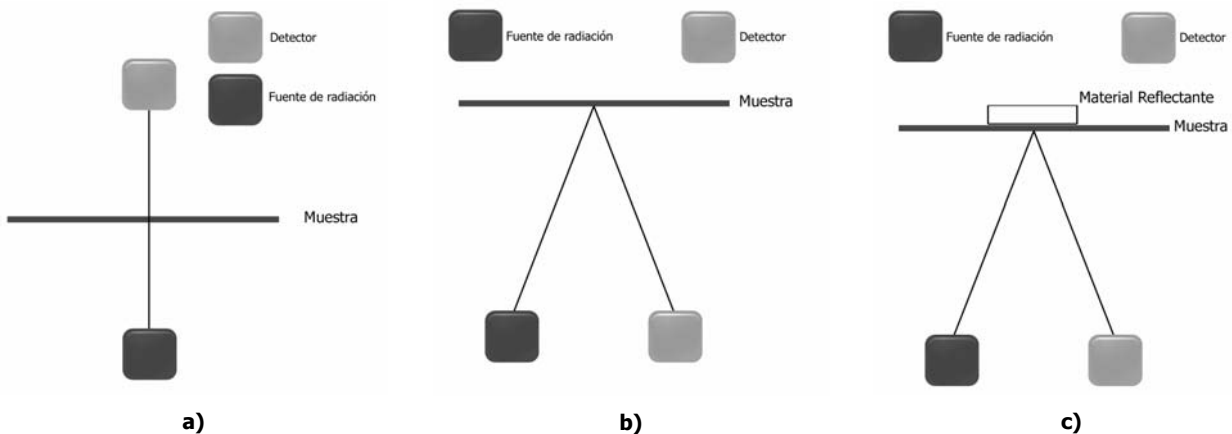 Detector
Fuente de radiación
Muestra
a)
Fuente de radiación
Detector
Muestra
b)
Fuente de radiación
Detector
Material Reflectante
Muestra
c)